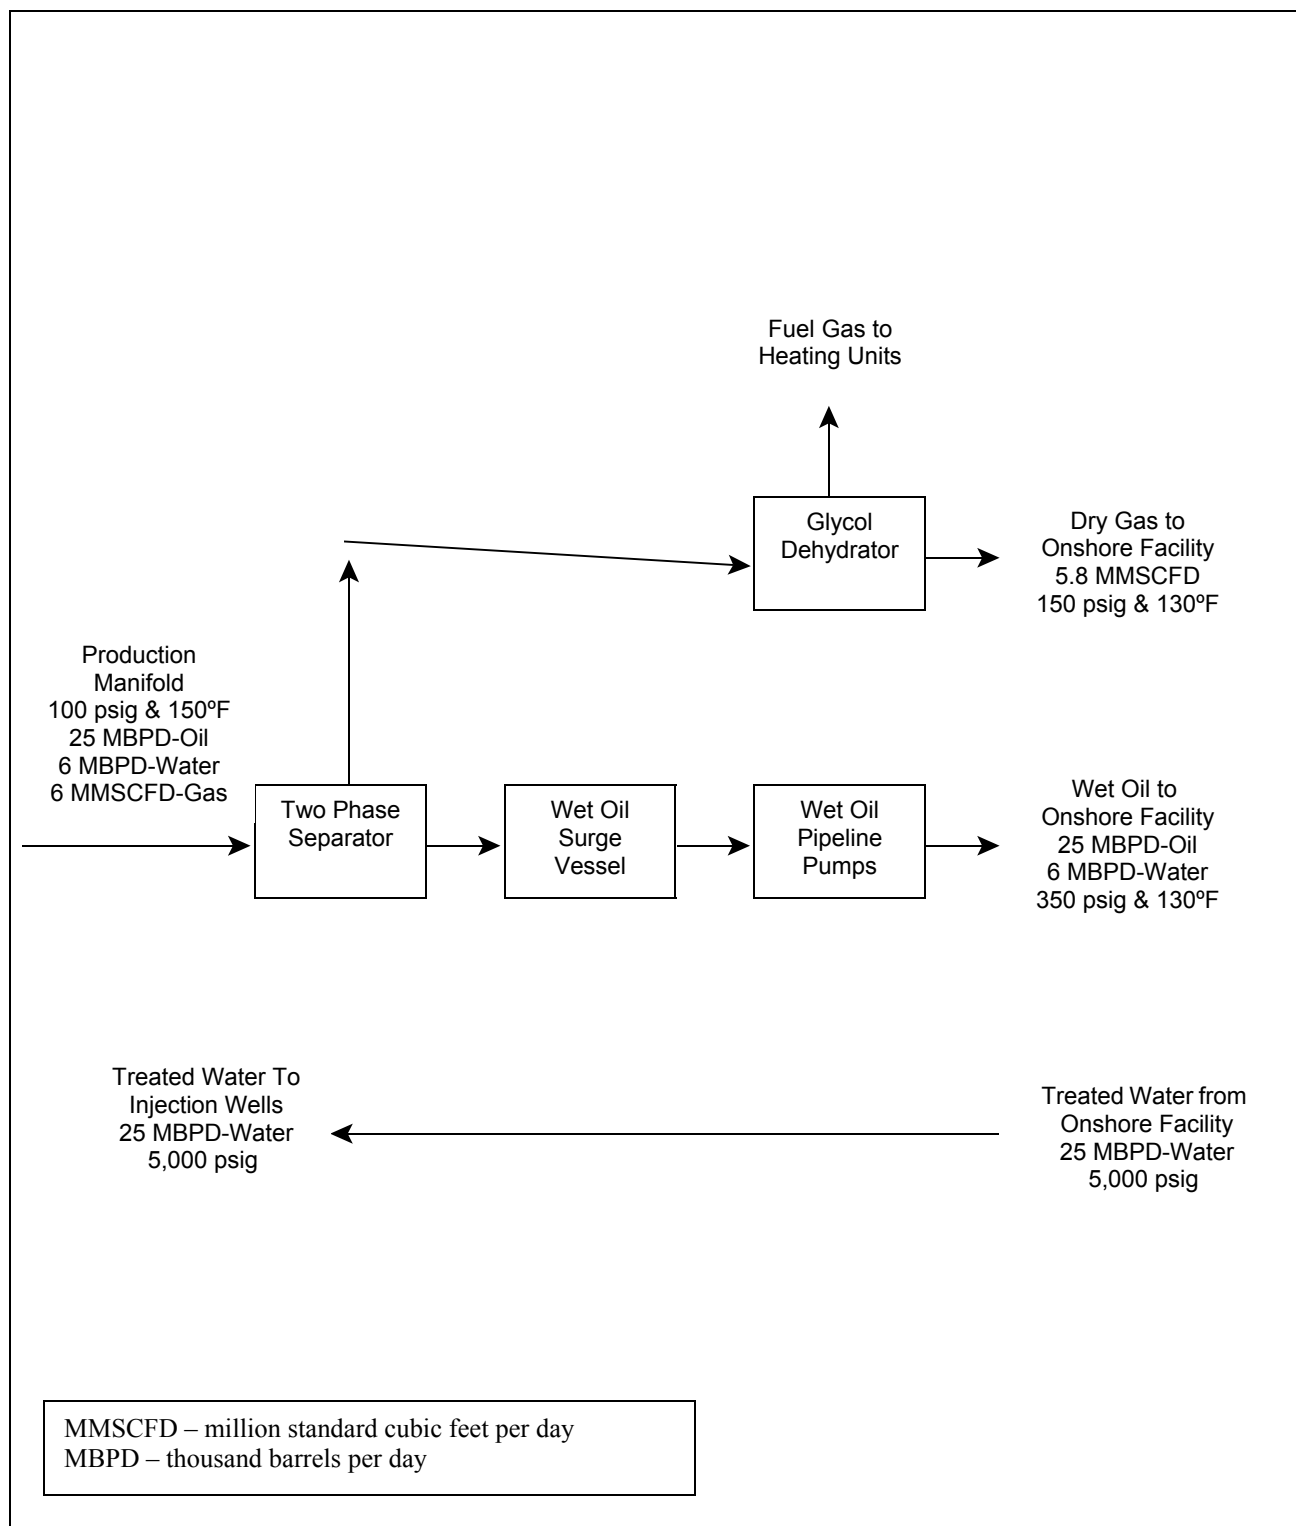 Fuel Gas to
Heating Units
Glycol
Dehydrator
Dry Gas to
Onshore Facility
5.8 MMSCFD
150 psig & 130ºF
Production
Manifold
100 psig & 150ºF
25 MBPD-Oil
6 MBPD-Water
6 MMSCFD-Gas
Two Phase
Separator
Wet Oil
Surge
Vessel
Wet Oil
Pipeline
Pumps
Wet Oil to
Onshore Facility
25 MBPD-Oil
6 MBPD-Water
350 psig & 130ºF
Treated Water To
Injection Wells
25 MBPD-Water
5,000 psig
Treated Water from
Onshore Facility
25 MBPD-Water
5,000 psig
MMSCFD – million standard cubic feet per day
MBPD – thousand barrels per day